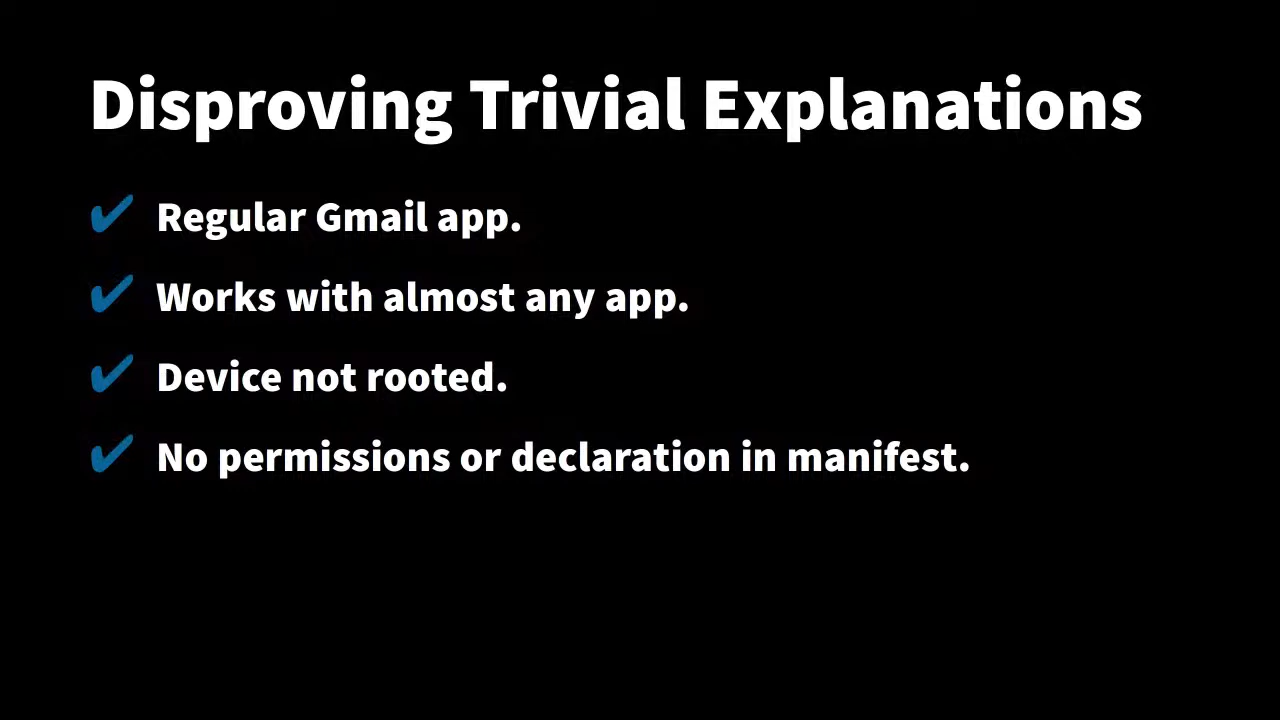 Disproving Trivial Explanations
✔ Regular Gmail app.
✔ Works with almost any app.
✔ Device not rooted.
✔ No permissions or declaration in manifest.